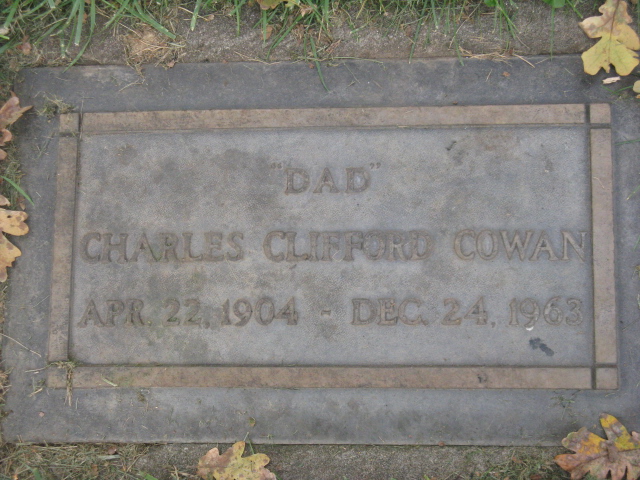 "DAD"
CHARLES CLIFFORD COWAN
APR. 22, 1904 - DEC. 24, 1963